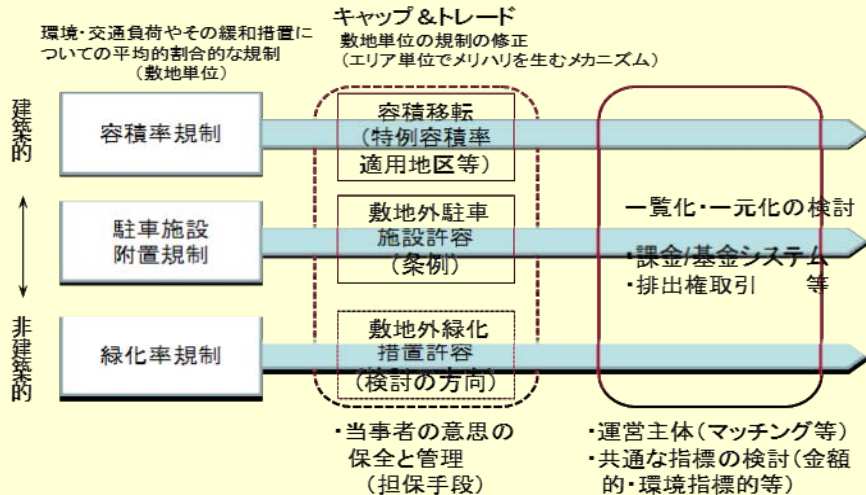 環境・交通負荷やその緩和措置に
ついての平均的割合的な規制
(敷地単位)
キャップ&トレード
敷地単位の規制の修正
(エリア単位でメリハリを生むメカニズム)
建築的
非建築的
容積率規制
容積移転
(特例容積率
適用地区等)
駐車施設
附置規制
敷地外駐車
施設許容
(条例)
緑化率規制
敷地外緑化
措置許容
(検討の方向)
一覧化・一元化の検討
・課金/基金システム
・排出権取引 等
・当事者の意思の
保全と管理
(担保手段)
・運営主体(マッチング等)
・共通な指標の検討(金額
的・環境指標的等)